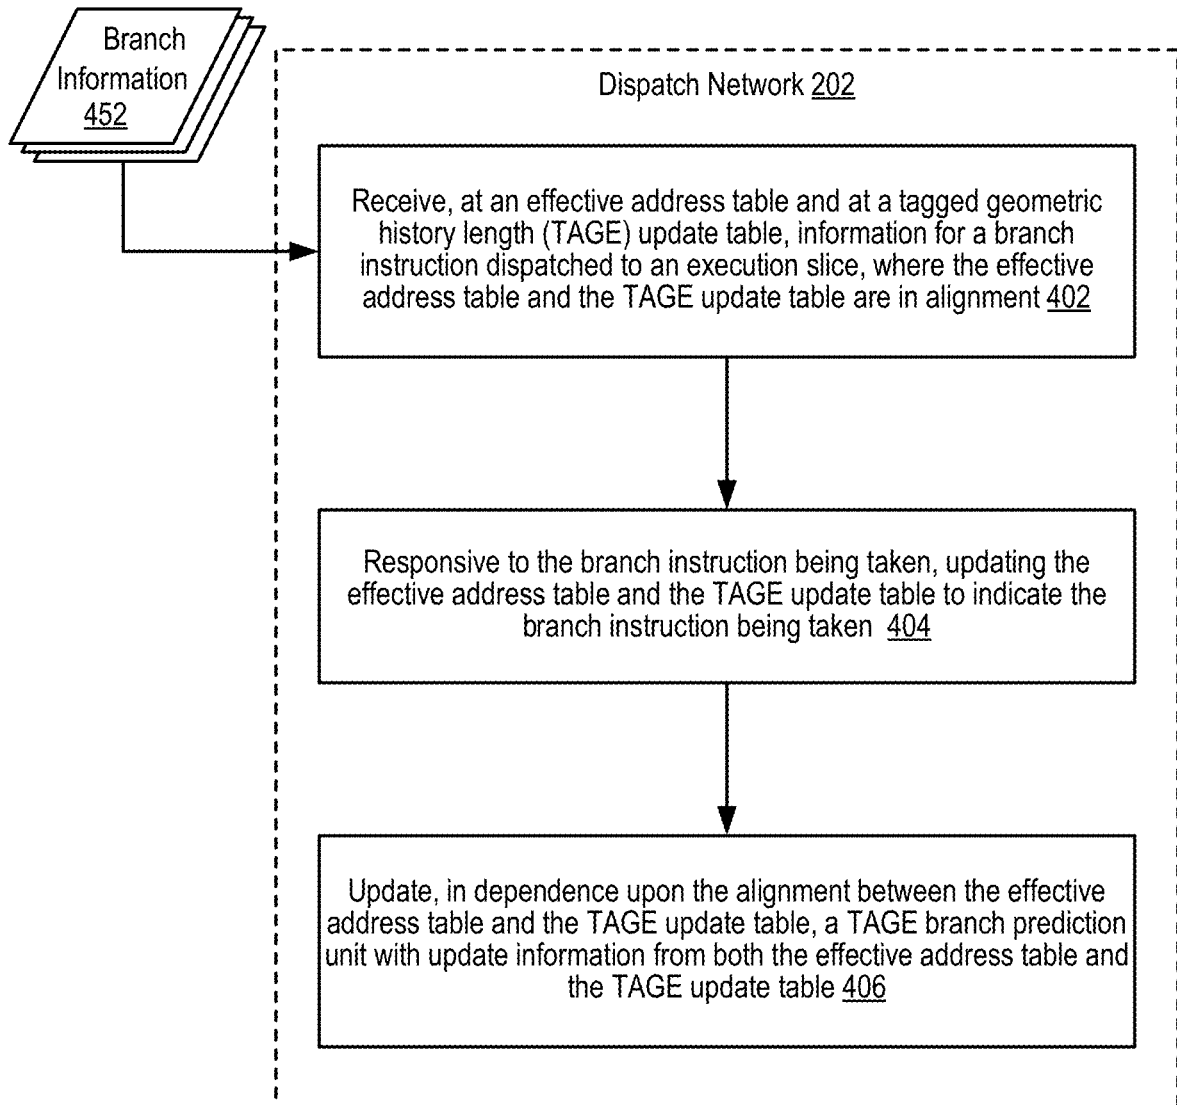 Branch
Information
452
Dispatch Network 202
Receive, at an effective address table and at a tagged geometric
history length (TAGE) update table, information for a branch
instruction dispatched to an execution slice, where the effective
address table and the TAGE update table are in alignment 402
Responsive to the branch instruction being taken, updating the
effective address table and the TAGE update table to indicate the
branch instruction being taken 404
Update, in dependence upon the alignment between the effective
address table and the TAGE update table, a TAGE branch prediction
unit with update information from both the effective address table and
the TAGE update table 406